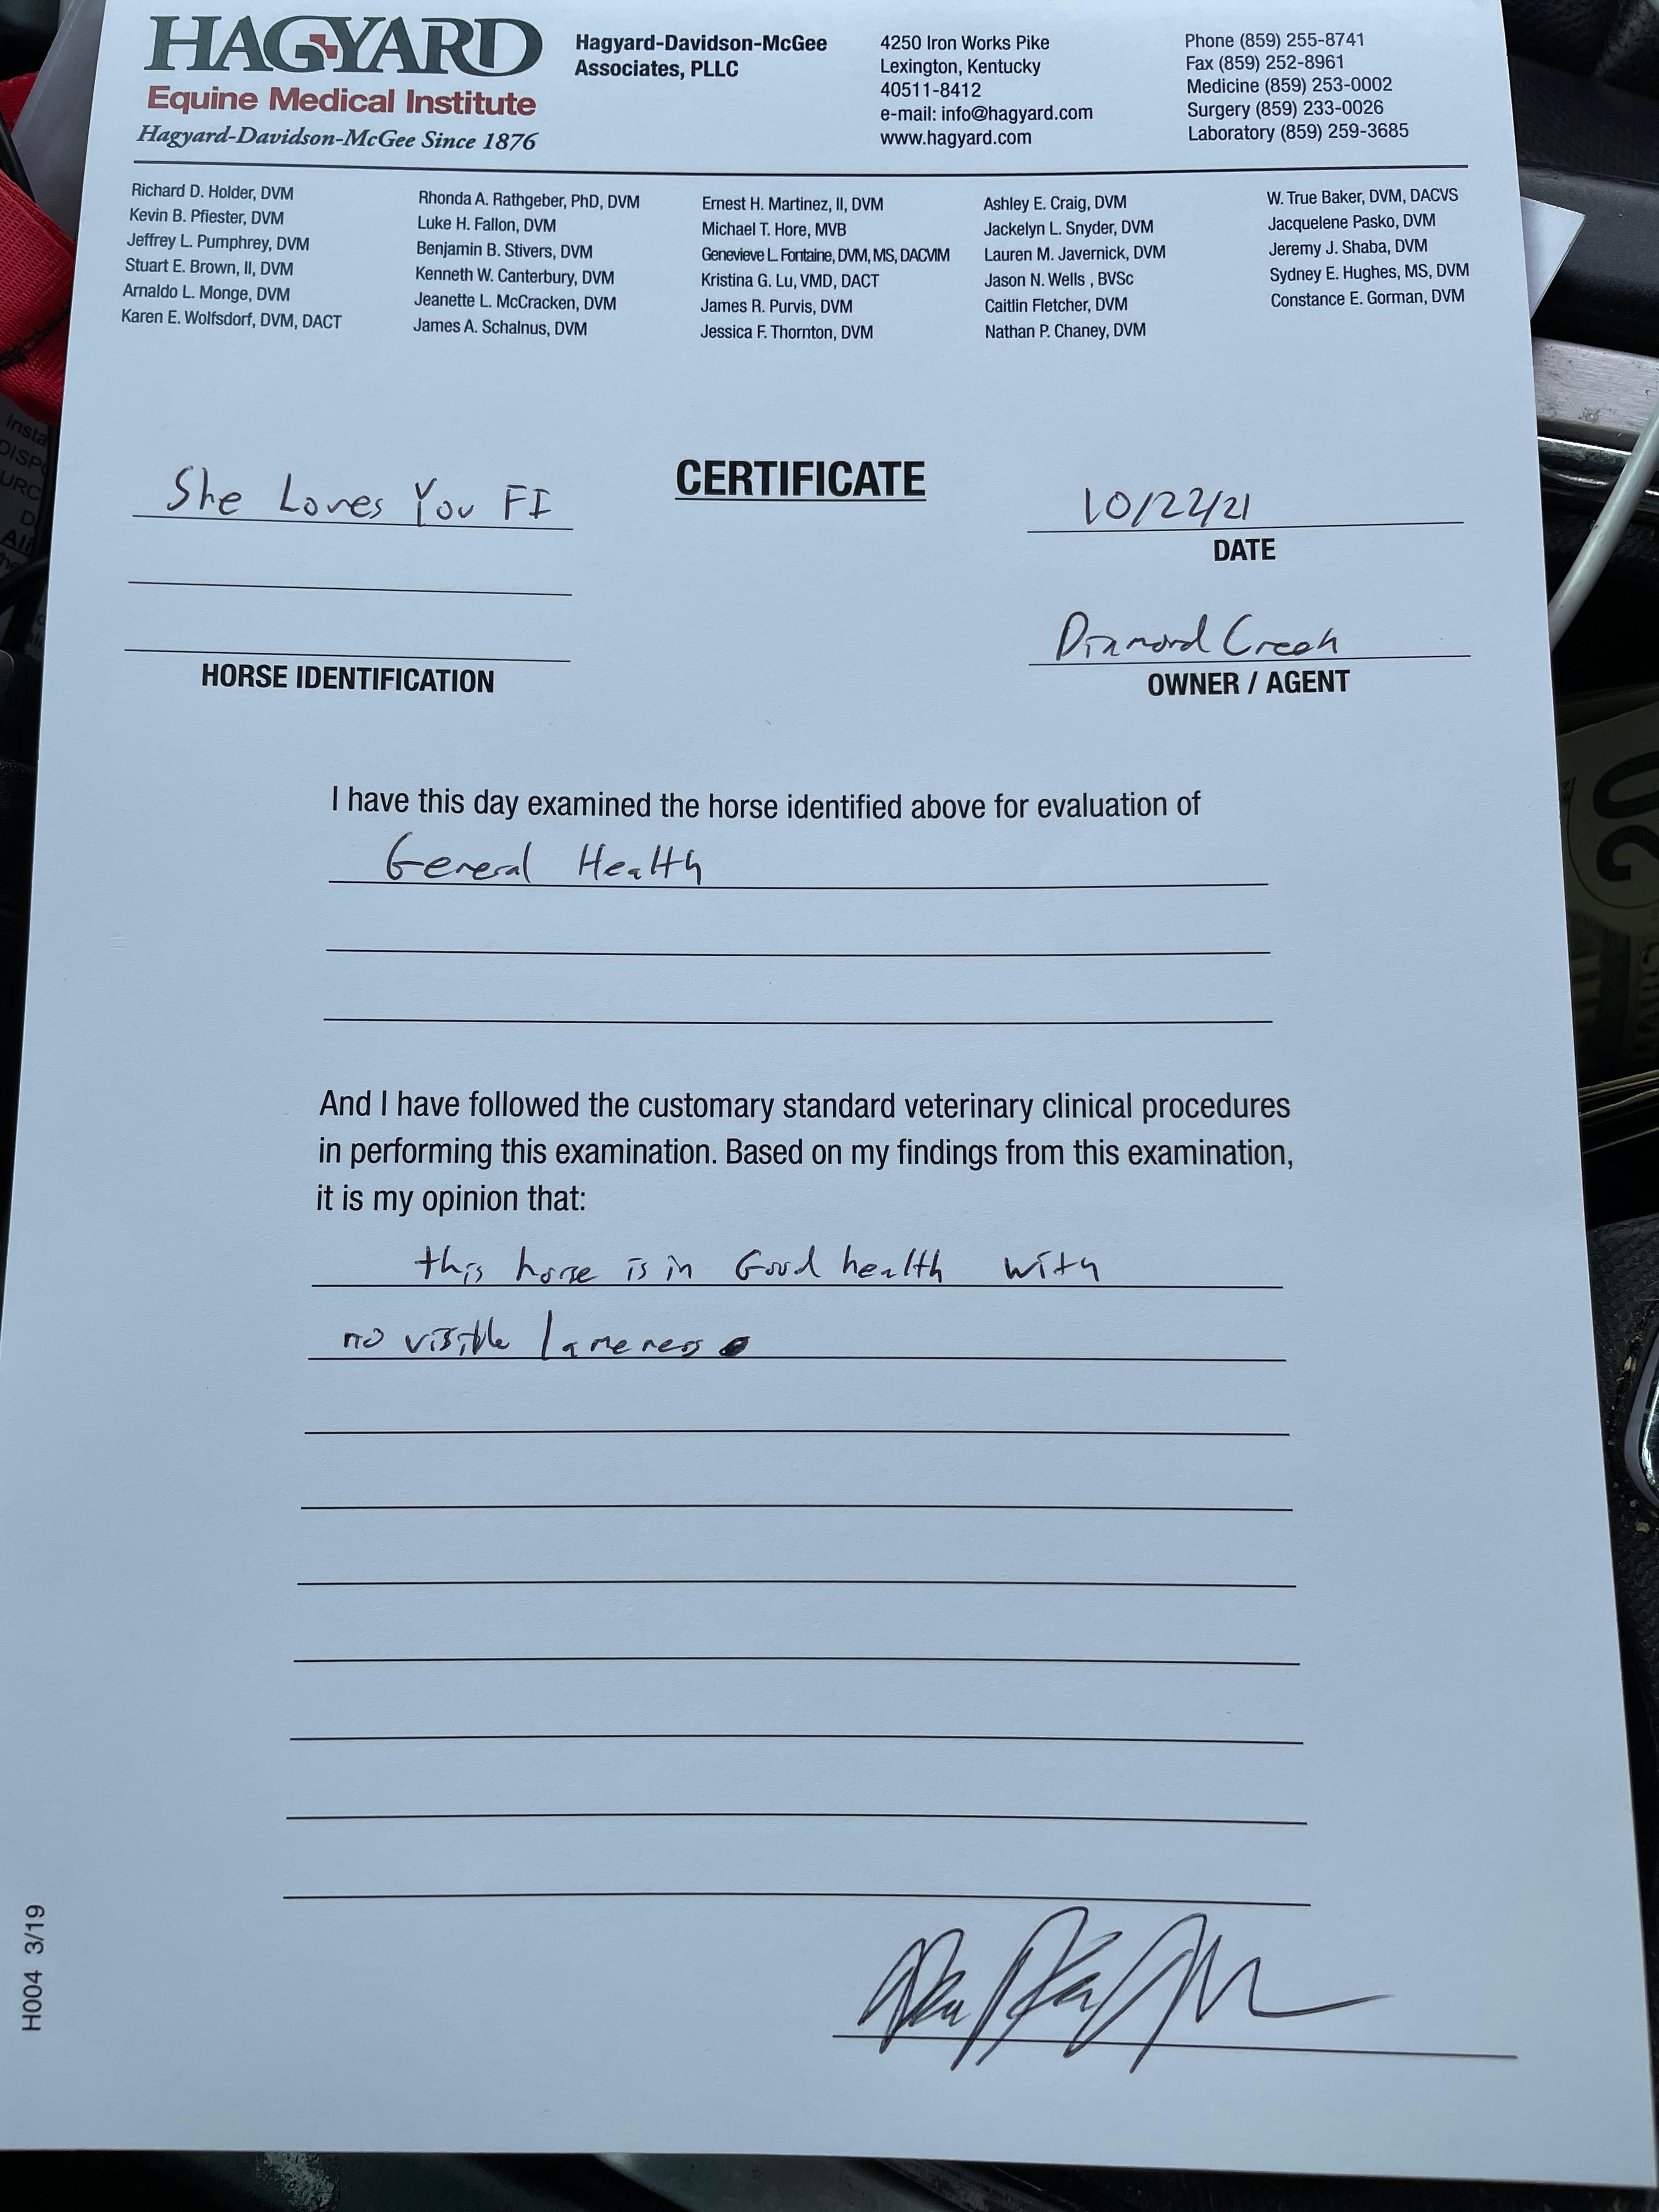 HAGYARD
Equine Medical Institute
Hagyard-Davidson-McGee Since 1876
Hagyard-Davidson-McGee
Associates, PLLC
4250 Iron Works Pike
Lexington, Kentucky
40511-8412
e-mail: info@hagyard.com
www.hagyard.com
Phone (859) 255-8741
Fax (859) 252-8961
Medicine (859) 253-0002
Surgery (859) 233-0026
Laboratory (859) 259-3685
Richard D. Holder, DVM
Kevin B. Pfiester, DVM
Jeffrey L. Pumphrey, DVM
Stuart E. Brown, II, DVM
Arnaldo L. Monge, DVM
Karen E. Wolfsdorf, DVM, DACT
Rhonda A. Rathgeber, PhD, DVM
Luke H. Fallon, DVM
Benjamin B. Stivers, DVM
Kenneth W. Canterbury, DVM
Jeanette L. McCracken, DVM
James A. Schalnus, DVM
Ernest H. Martinez, II, DVM
Michael T. Hore, MVB
Genevieve L. Fontaine, DVM, MS, DACVIM
Kristina G. Lu, VMD, DACT
James R. Purvis, DVM
Jessica F. Thornton, DVM
Ashley E. Craig, DVM
Jackelyn L. Snyder, DVM
Lauren M. Javernick, DVM
Jason N. Wells , BVSc
Caitlin Fletcher, DVM
Nathan P. Chaney, DVM
W. True Baker, DVM, DACVS
Jacquelene Pasko, DVM
Jeremy J. Shaba, DVM
Sydney E. Hughes, MS, DVM
Constance E. Gorman, DVM
CERTIFICATE
She Loves You FI
HORSE IDENTIFICATION
10/22/21
DATE
Diamond Creek
OWNER / AGENT
I have this day examined the horse identified above for evaluation of
General Health
And I have followed the customary standard veterinary clinical procedures
in performing this examination. Based on my findings from this examination,
it is my opinion that:
this horse is in Good health with
no visible lameness
H004 3/19
20